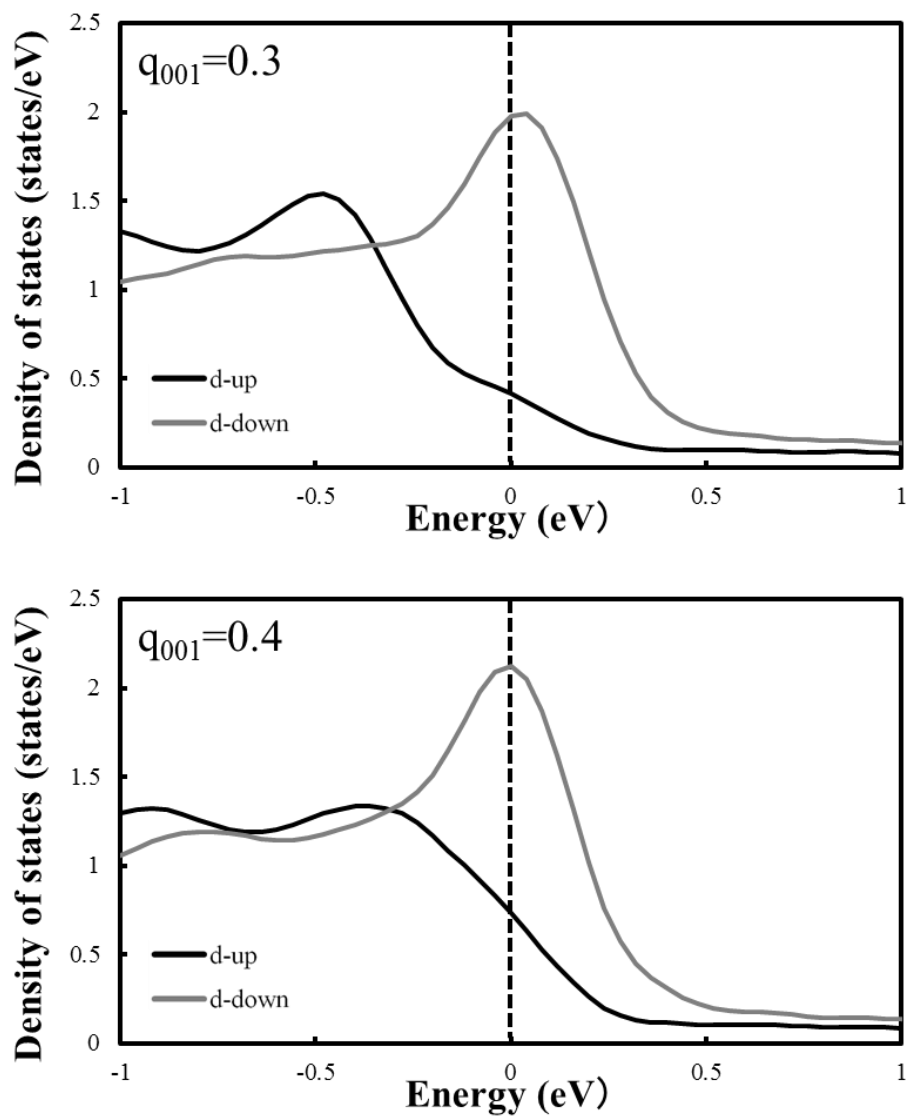 Density of states (states/eV)
2.5
2
1.5
1
0.5
0
q₀₀₁=0.3
d-up
d-down
-1 -0.5 0 0.5 1
Energy (eV)
Density of states (states/eV)
2.5
2
1.5
1
0.5
0
q₀₀₁=0.4
d-up
d-down
-1 -0.5 0 0.5 1
Energy (eV)